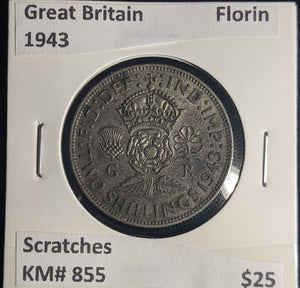 Great Britain Florin
1943
FID: DEF: IND: IMP: 1943
G R
TWO SHILLINGS
Scratches
KM# 855 $25